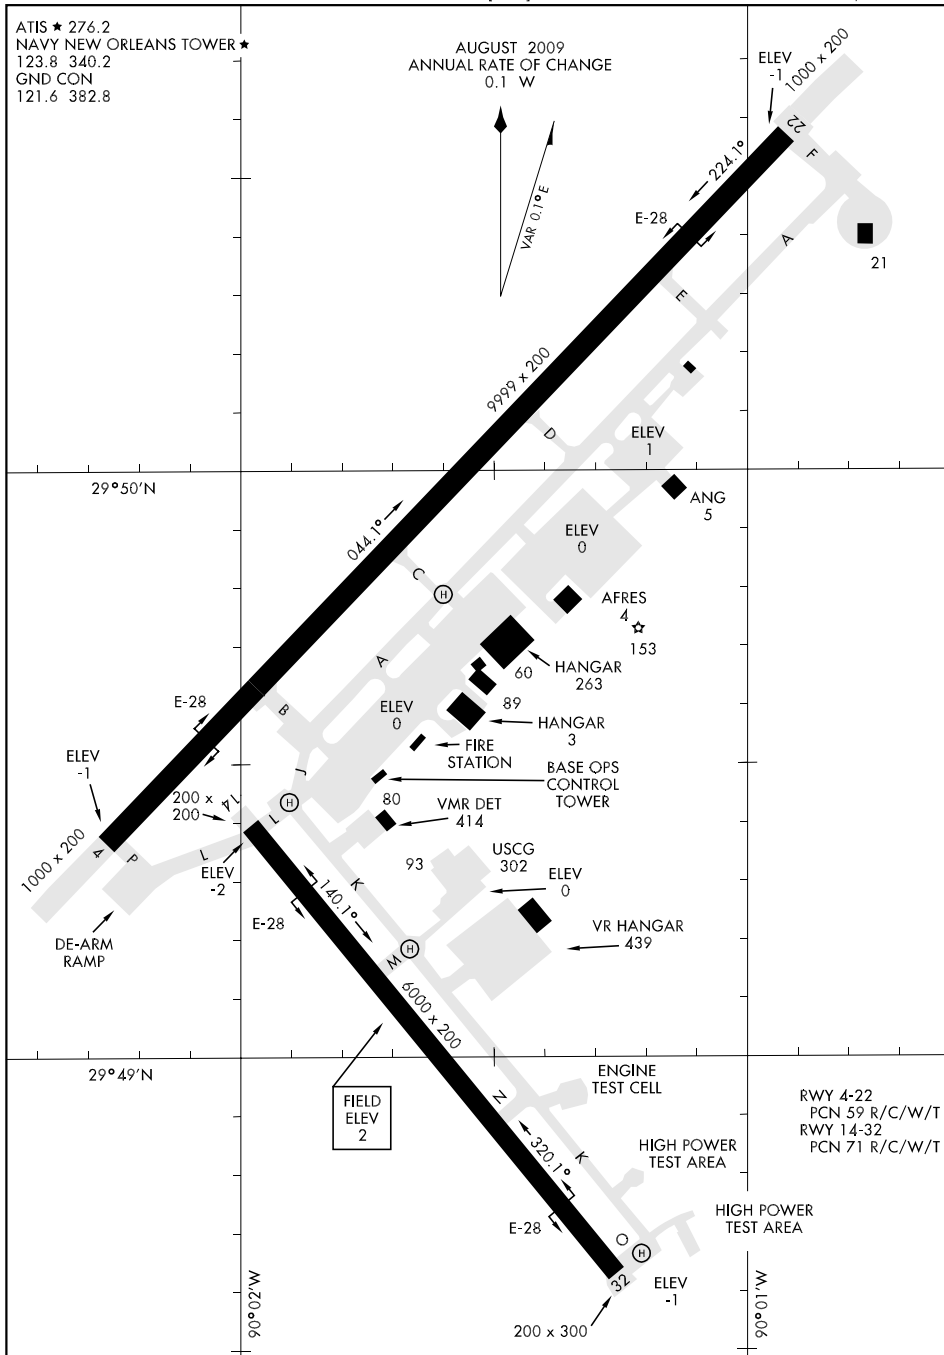 ATIS ★ 276.2
NAVY NEW ORLEANS TOWER ★
123.8 340.2
GND CON
121.6 382.8
AUGUST 2009
ANNUAL RATE OF CHANGE
0.1 W
VAR 0.1° E
ELEV
-1
1000 x 200
22
F
224.1°
E-28
A
21
E
9999 x 200
D
ELEV
1
29°50'N
ANG
5
044.1°
ELEV
0
C
H
AFRES
4
153
A
HANGAR
263
60
E-28
B
ELEV
0
89
HANGAR
3
FIRE
STATION
ELEV
-1
J
BASE OPS
CONTROL
TOWER
200 x
200
14
H
80
VMR DET
414
4
P
L
L
1000 x 200
ELEV
-2
K
93
USCG
302
ELEV
0
140.1°
E-28
VR HANGAR
439
DE-ARM
RAMP
M
H
6000 x 200
29°49'N
ENGINE
TEST CELL
FIELD
ELEV
2
N
RWY 4-22
PCN 59 R/C/W/T
RWY 14-32
PCN 71 R/C/W/T
320.1°
K
HIGH POWER
TEST AREA
HIGH POWER
TEST AREA
E-28
O
H
32
ELEV
-1
90°02'W
90°01'W
200 x 300